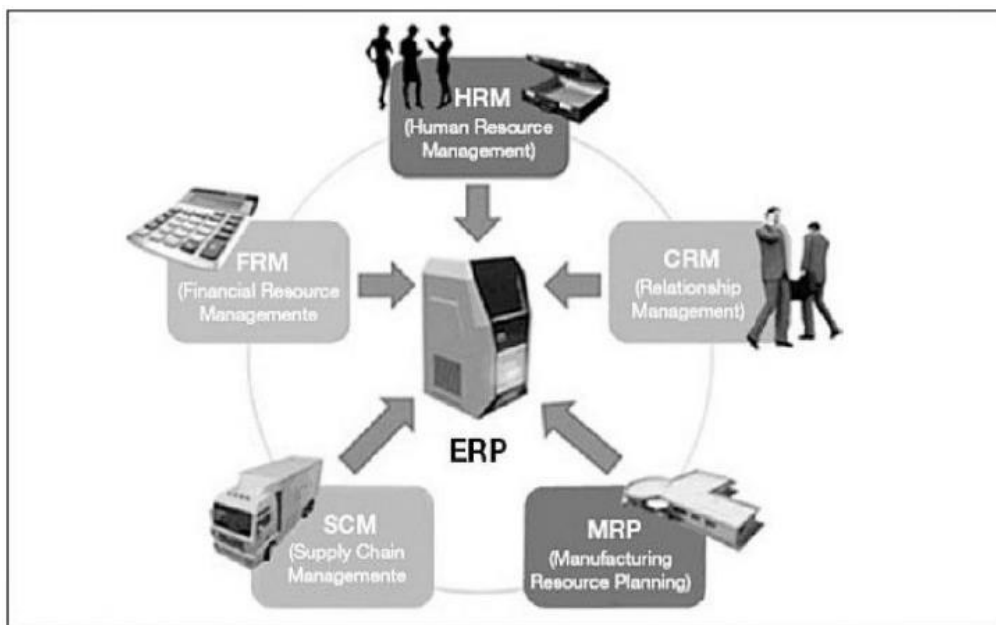 HRM
(Human Resource
Management)
FRM
(Financial Resource
Managemente
CRM
(Relationship
Management)
ERP
SCM
(Supply Chain
Managemente
MRP
(Manufacturing
Resource Planning)